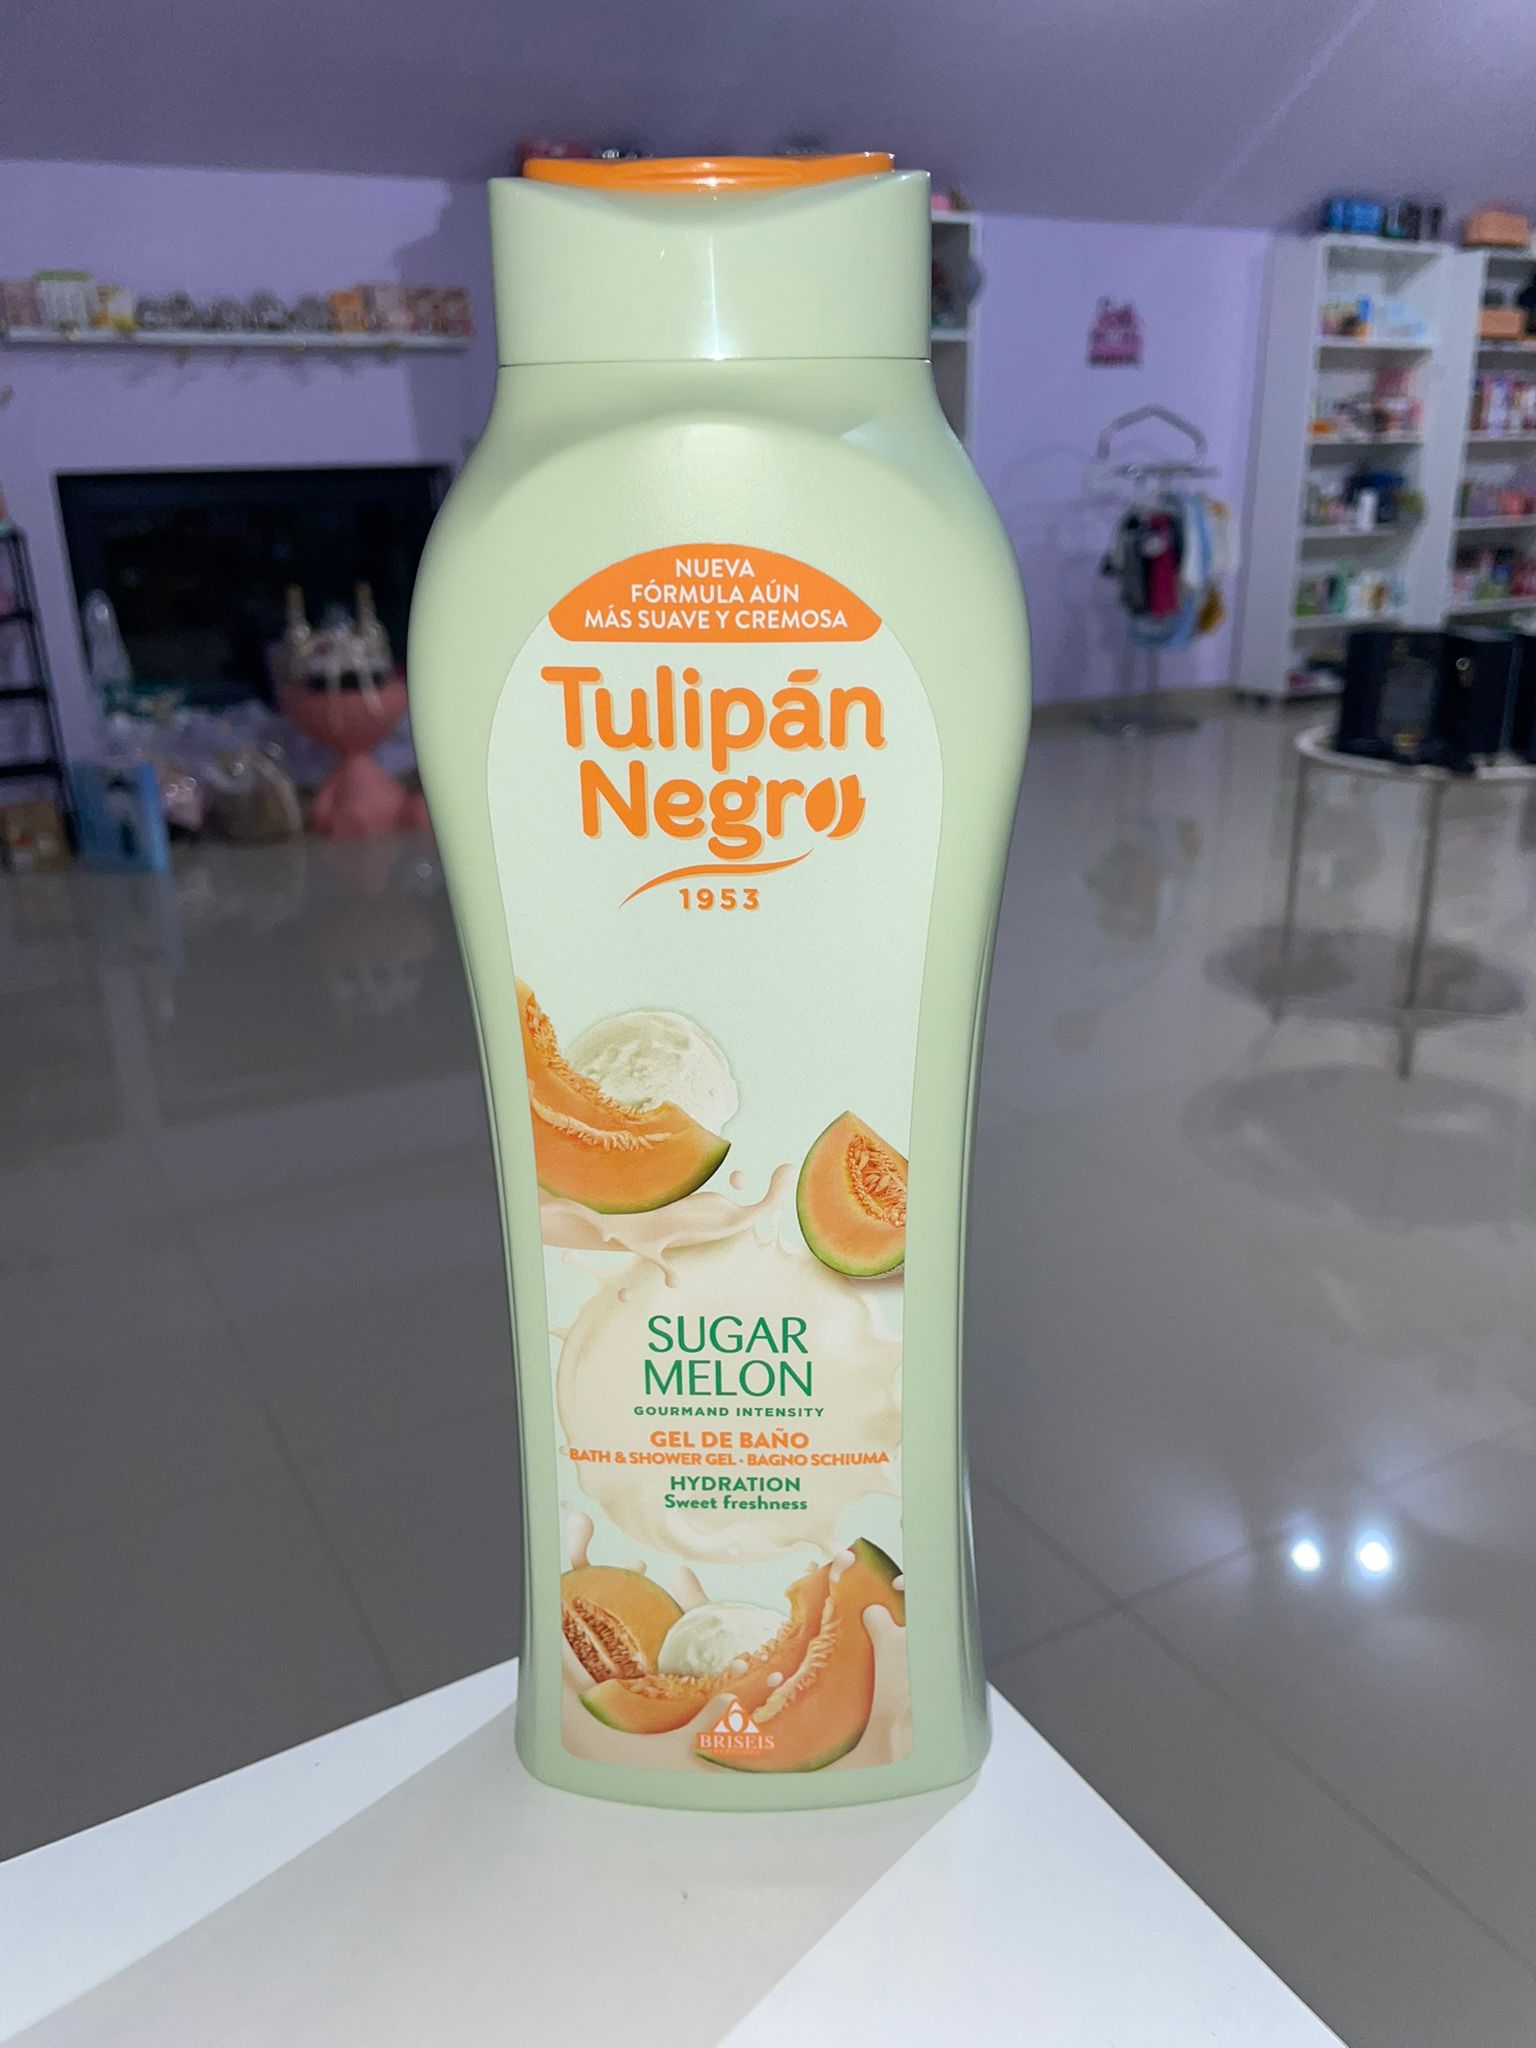 NUEVA
FÓRMULA AÚN
MÁS SUAVE Y CREMOSA
Tulipán
Negro
1953
SUGAR
MELON
GOURMAND INTENSITY
GEL DE BAÑO
BATH & SHOWER GEL • BAGNO SCHIUMA
HYDRATION
Sweet freshness
BRISEIS